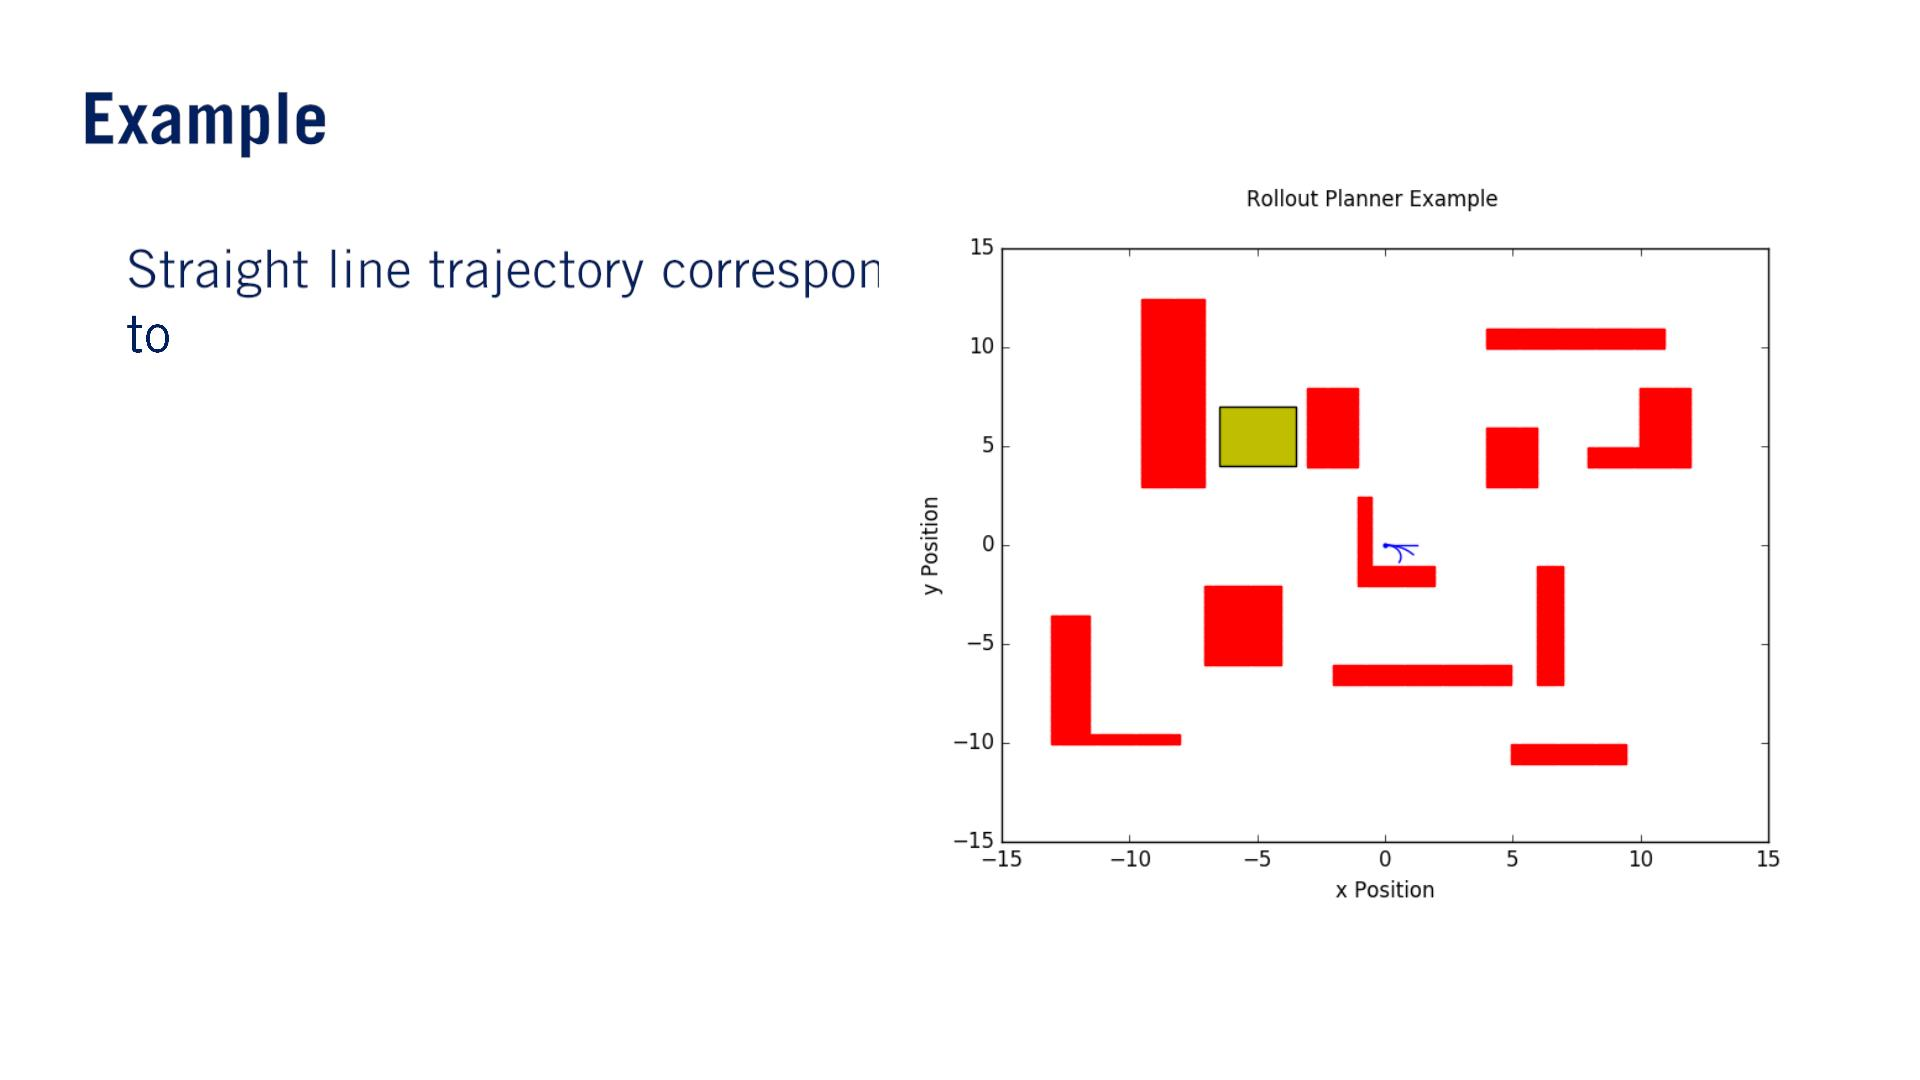 Example
Straight line trajectory correspon
to
Rollout Planner Example
15
10
5
0
−5
−10
−15
y Position
−15 −10 −5 0 5 10 15
x Position